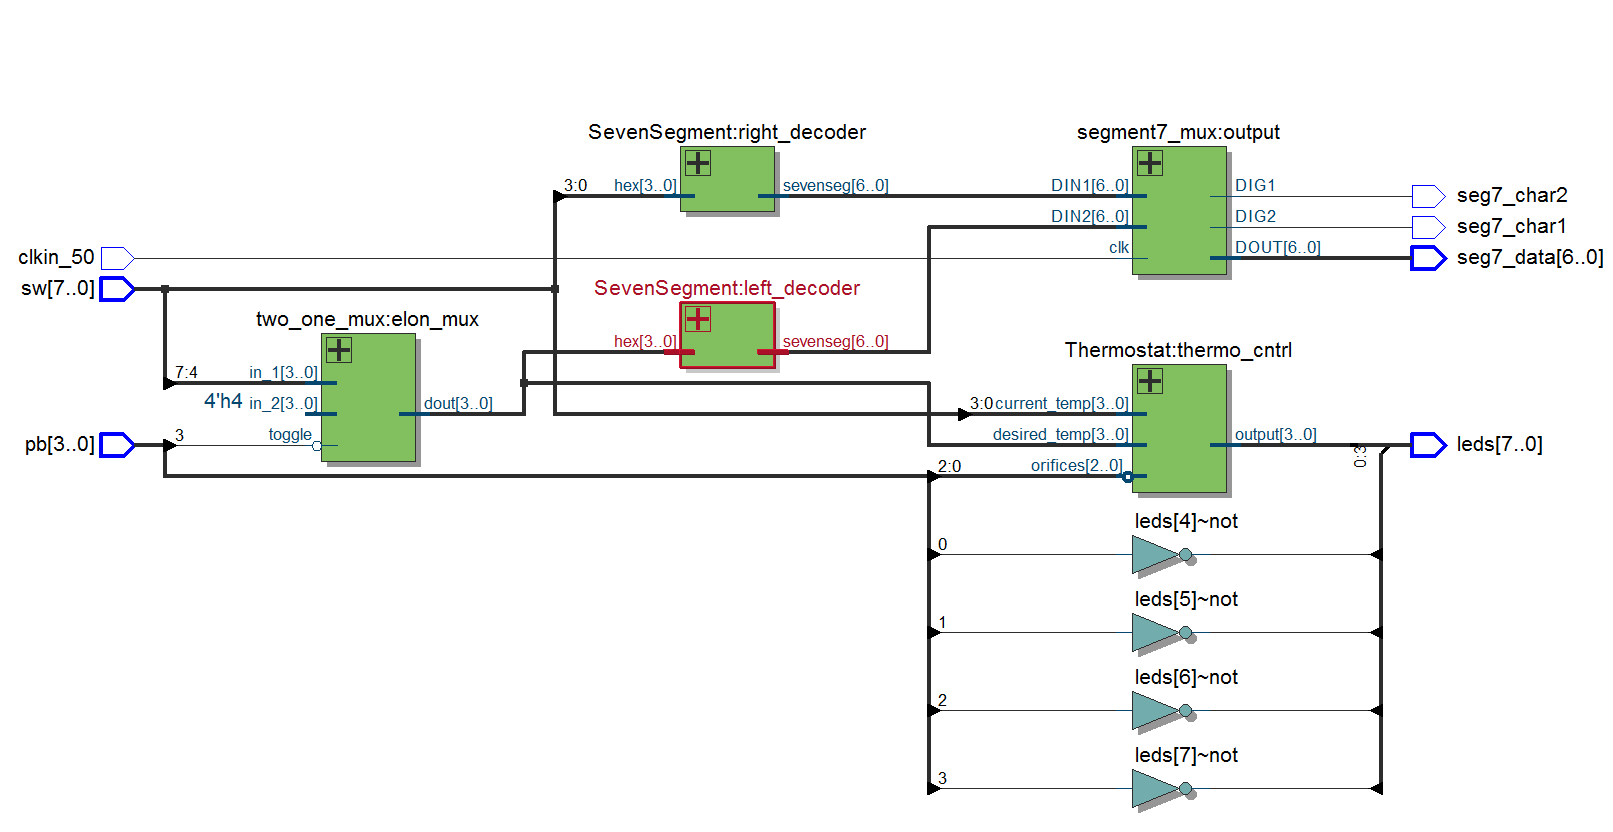 SevenSegment:right_decoder
segment7_mux:output
3:0
hex[3..0]
sevenseg[6..0]
DIN1[6..0]
DIG1
seg7_char2
DIN2[6..0]
DIG2
seg7_char1
clkin_50
clk
DOUT[6..0]
seg7_data[6..0]
sw[7..0]
SevenSegment:left_decoder
two_one_mux:elon_mux
hex[3..0]
sevenseg[6..0]
Thermostat:thermo_cntrl
7:4
in_1[3..0]
4'h4
in_2[3..0]
dout[3..0]
3:0
current_temp[3..0]
pb[3..0]
3
toggle
desired_temp[3..0]
output[3..0]
0:3
leds[7..0]
2:0
orifices[2..0]
leds[4]~not
0
leds[5]~not
1
leds[6]~not
2
leds[7]~not
3